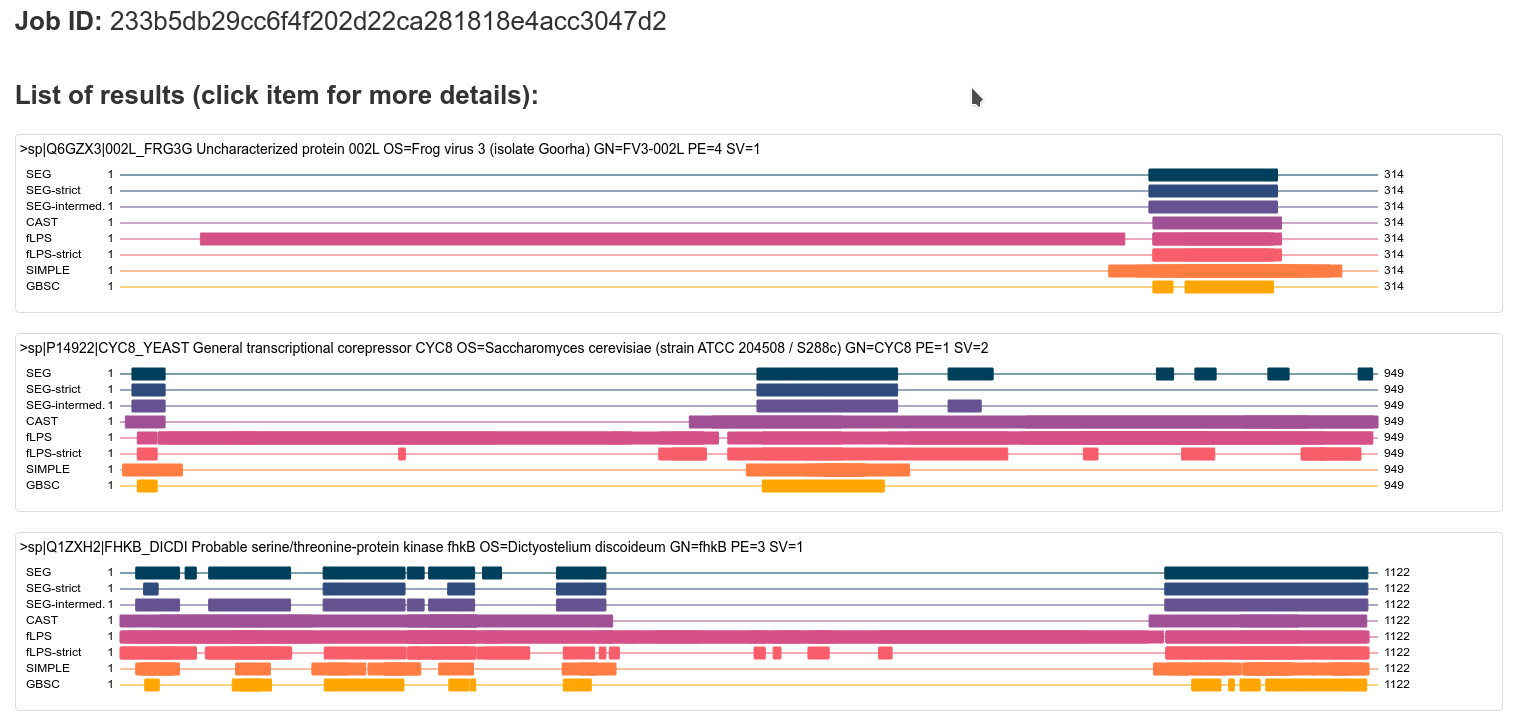 Job ID: 233b5db29cc6f4f202d22ca281818e4acc3047d2
List of results (click item for more details):
>sp|Q6GZX3|002L_FRG3G Uncharacterized protein 002L OS=Frog virus 3 (isolate Goorha) GN=FV3-002L PE=4 SV=1
SEG 1 314
SEG-strict 1 314
SEG-intermed. 1 314
CAST 1 314
fLPS 1 314
fLPS-strict 1 314
SIMPLE 1 314
GBSC 1 314
>sp|P14922|CYC8_YEAST General transcriptional corepressor CYC8 OS=Saccharomyces cerevisiae (strain ATCC 204508 / S288c) GN=CYC8 PE=1 SV=2
SEG 1 949
SEG-strict 1 949
SEG-intermed. 1 949
CAST 1 949
fLPS 1 949
fLPS-strict 1 949
SIMPLE 1 949
GBSC 1 949
>sp|Q1ZXH2|FHKB_DICDI Probable serine/threonine-protein kinase fhkB OS=Dictyostelium discoideum GN=fhkB PE=3 SV=1
SEG 1 1122
SEG-strict 1 1122
SEG-intermed. 1 1122
CAST 1 1122
fLPS 1 1122
fLPS-strict 1 1122
SIMPLE 1 1122
GBSC 1 1122